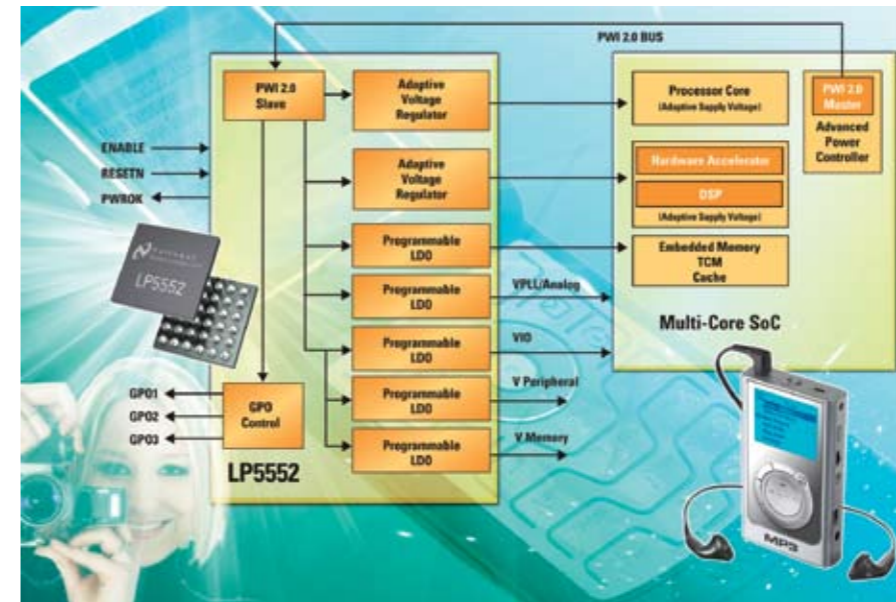 PWI 2.0 BUS
PWI 2.0
Slave
Adaptive
Voltage
Regulator
Processor Core
(Adaptive Supply Voltage)
PWI 2.0
Master
Advanced
Power
Controller
ENABLE
RESETN
PWROK
Adaptive
Voltage
Regulator
Hardware Accelerator
DSP
(Adaptive Supply Voltage)
Programmable
LDO
Embedded Memory
TCM
Cache
LP5552
Programmable
LDO
VPLL/Analog
Multi-Core SoC
Programmable
LDO
VIO
GPO1
GPO2
GPO3
GPO
Control
Programmable
LDO
V Peripheral
Programmable
LDO
V Memory
LP5552
MP3